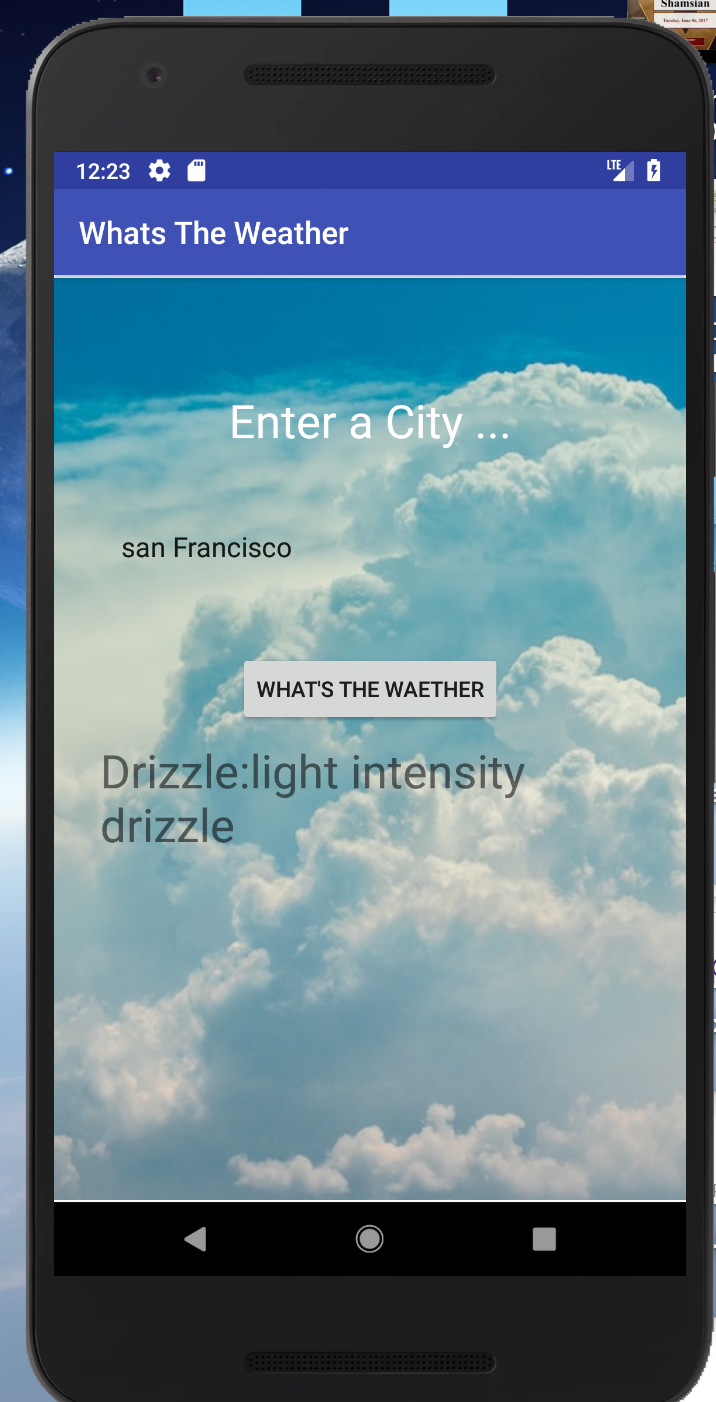 Shamsian
Tuesday, June 06, 2017
12:23
LTE
Whats The Weather
Enter a City ...
san Francisco
WHAT'S THE WAETHER
Drizzle:light intensity
drizzle